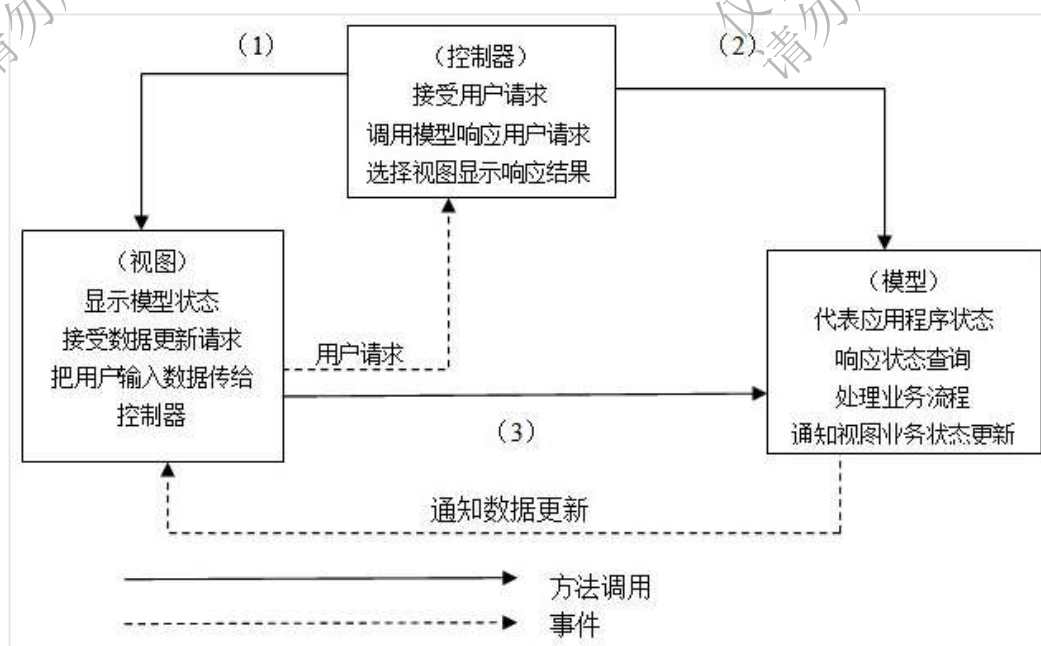 （1）
（2）
（控制器）
接受用户请求
调用模型响应用户请求
选择视图显示响应结果
（视图）
显示模型状态
接受数据更新请求
把用户输入数据传给
控制器
用户请求
（3）
（模型）
代表应用程序状态
响应状态查询
处理业务流程
通知视图业务状态更新
通知数据更新
方法调用
事件
请勿
请勿